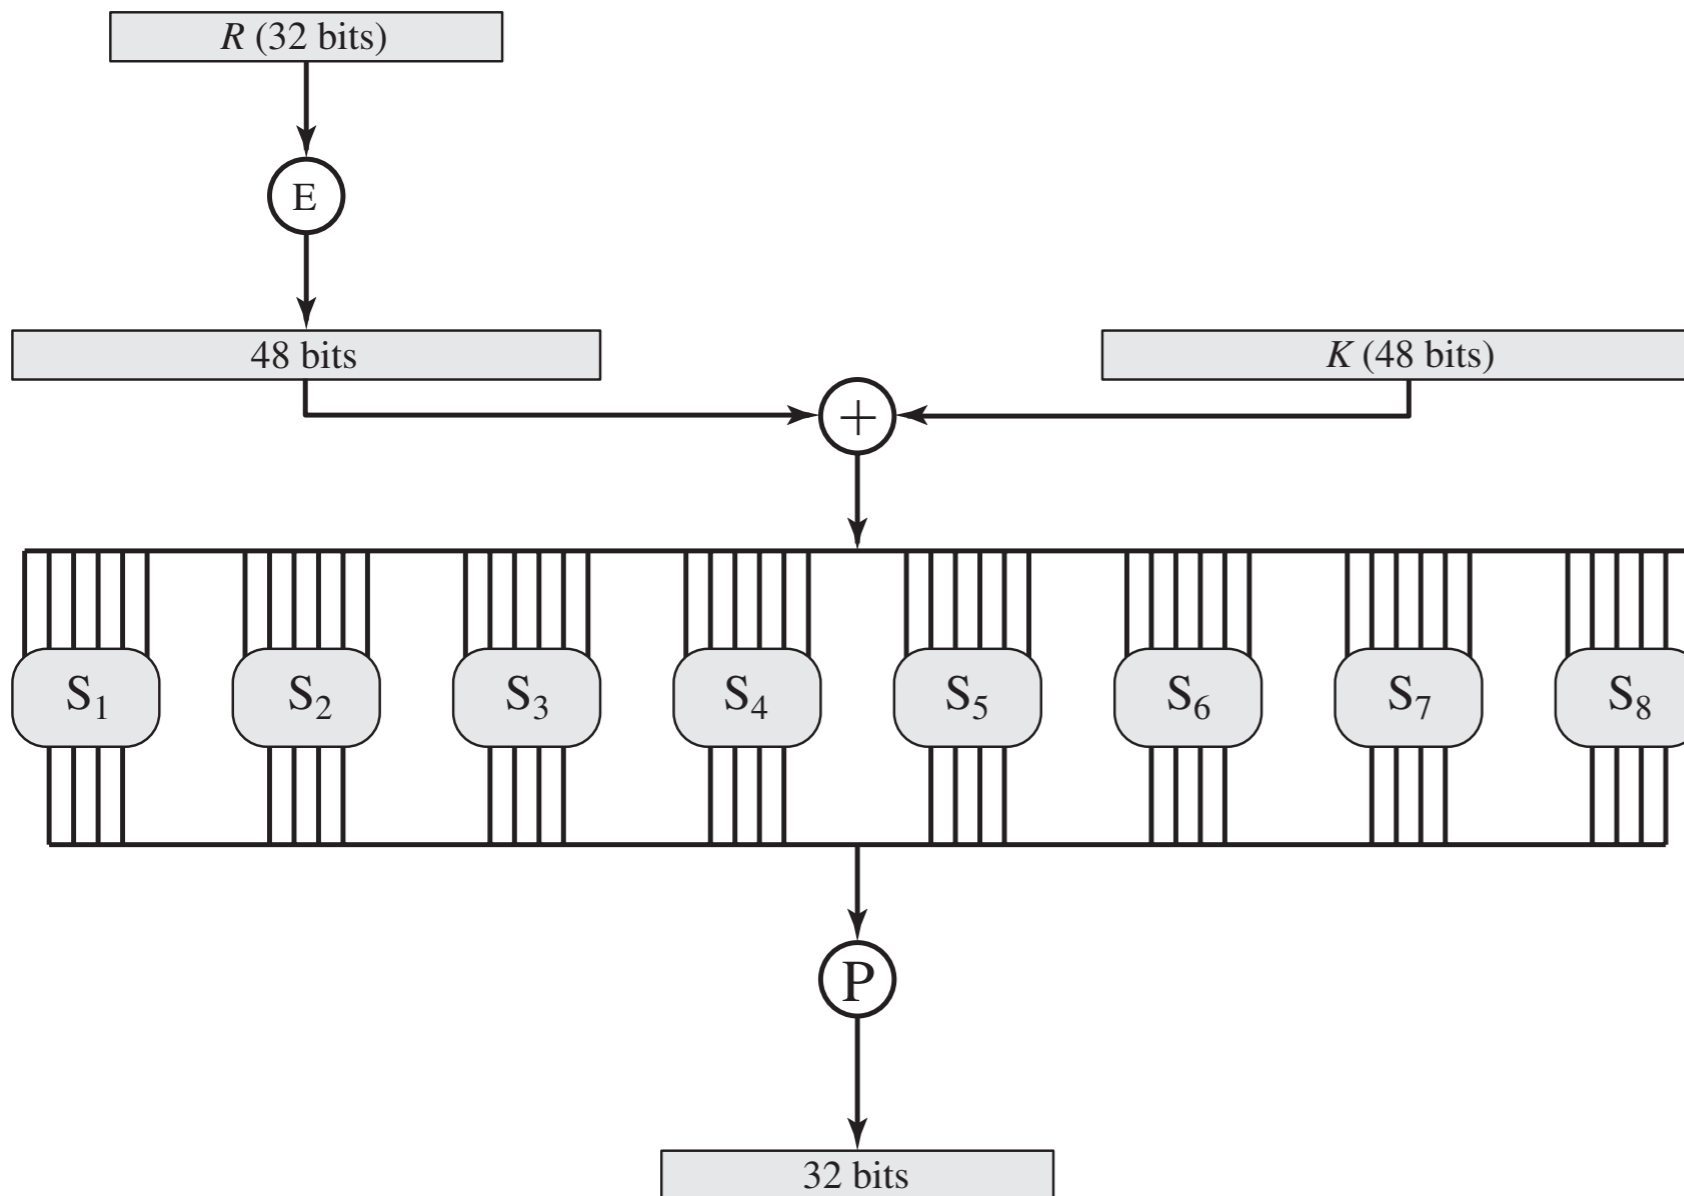 R (32 bits)
E
48 bits
K (48 bits)
+
S₁ S₂ S₃ S₄ S₅ S₆ S₇ S₈
P
32 bits